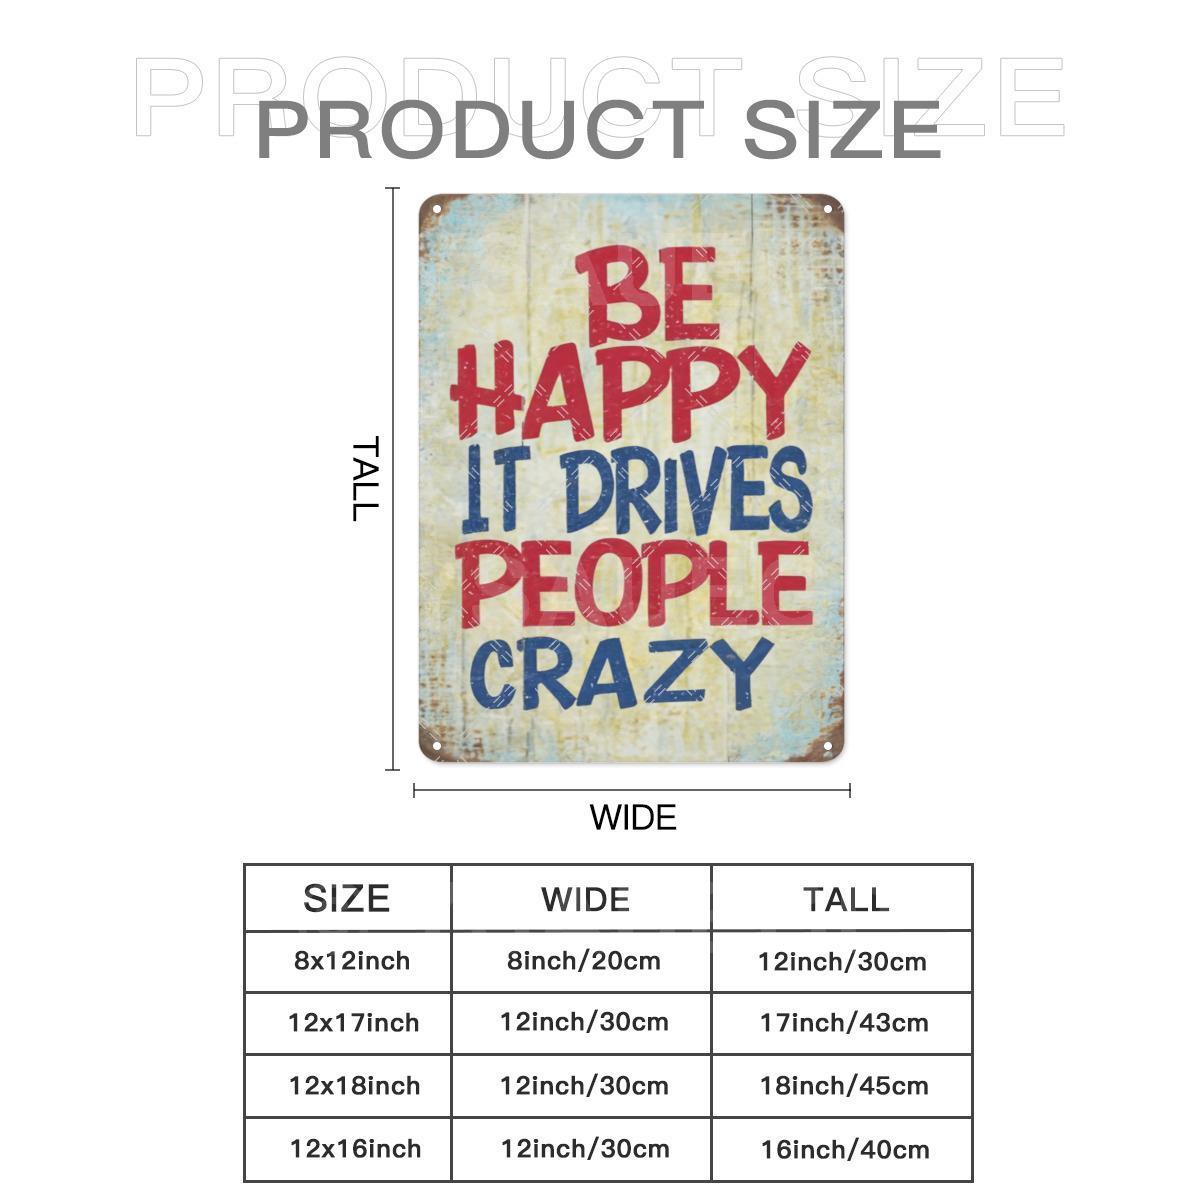 PRODUCT SIZE
PRODUCT SIZE
BE
HAPPY
IT DRIVES
PEOPLE
CRAZY
TALL
WIDE
SIZE WIDE TALL
8x12inch 8inch/20cm 12inch/30cm
12x17inch 12inch/30cm 17inch/43cm
12x18inch 12inch/30cm 18inch/45cm
12x16inch 12inch/30cm 16inch/40cm